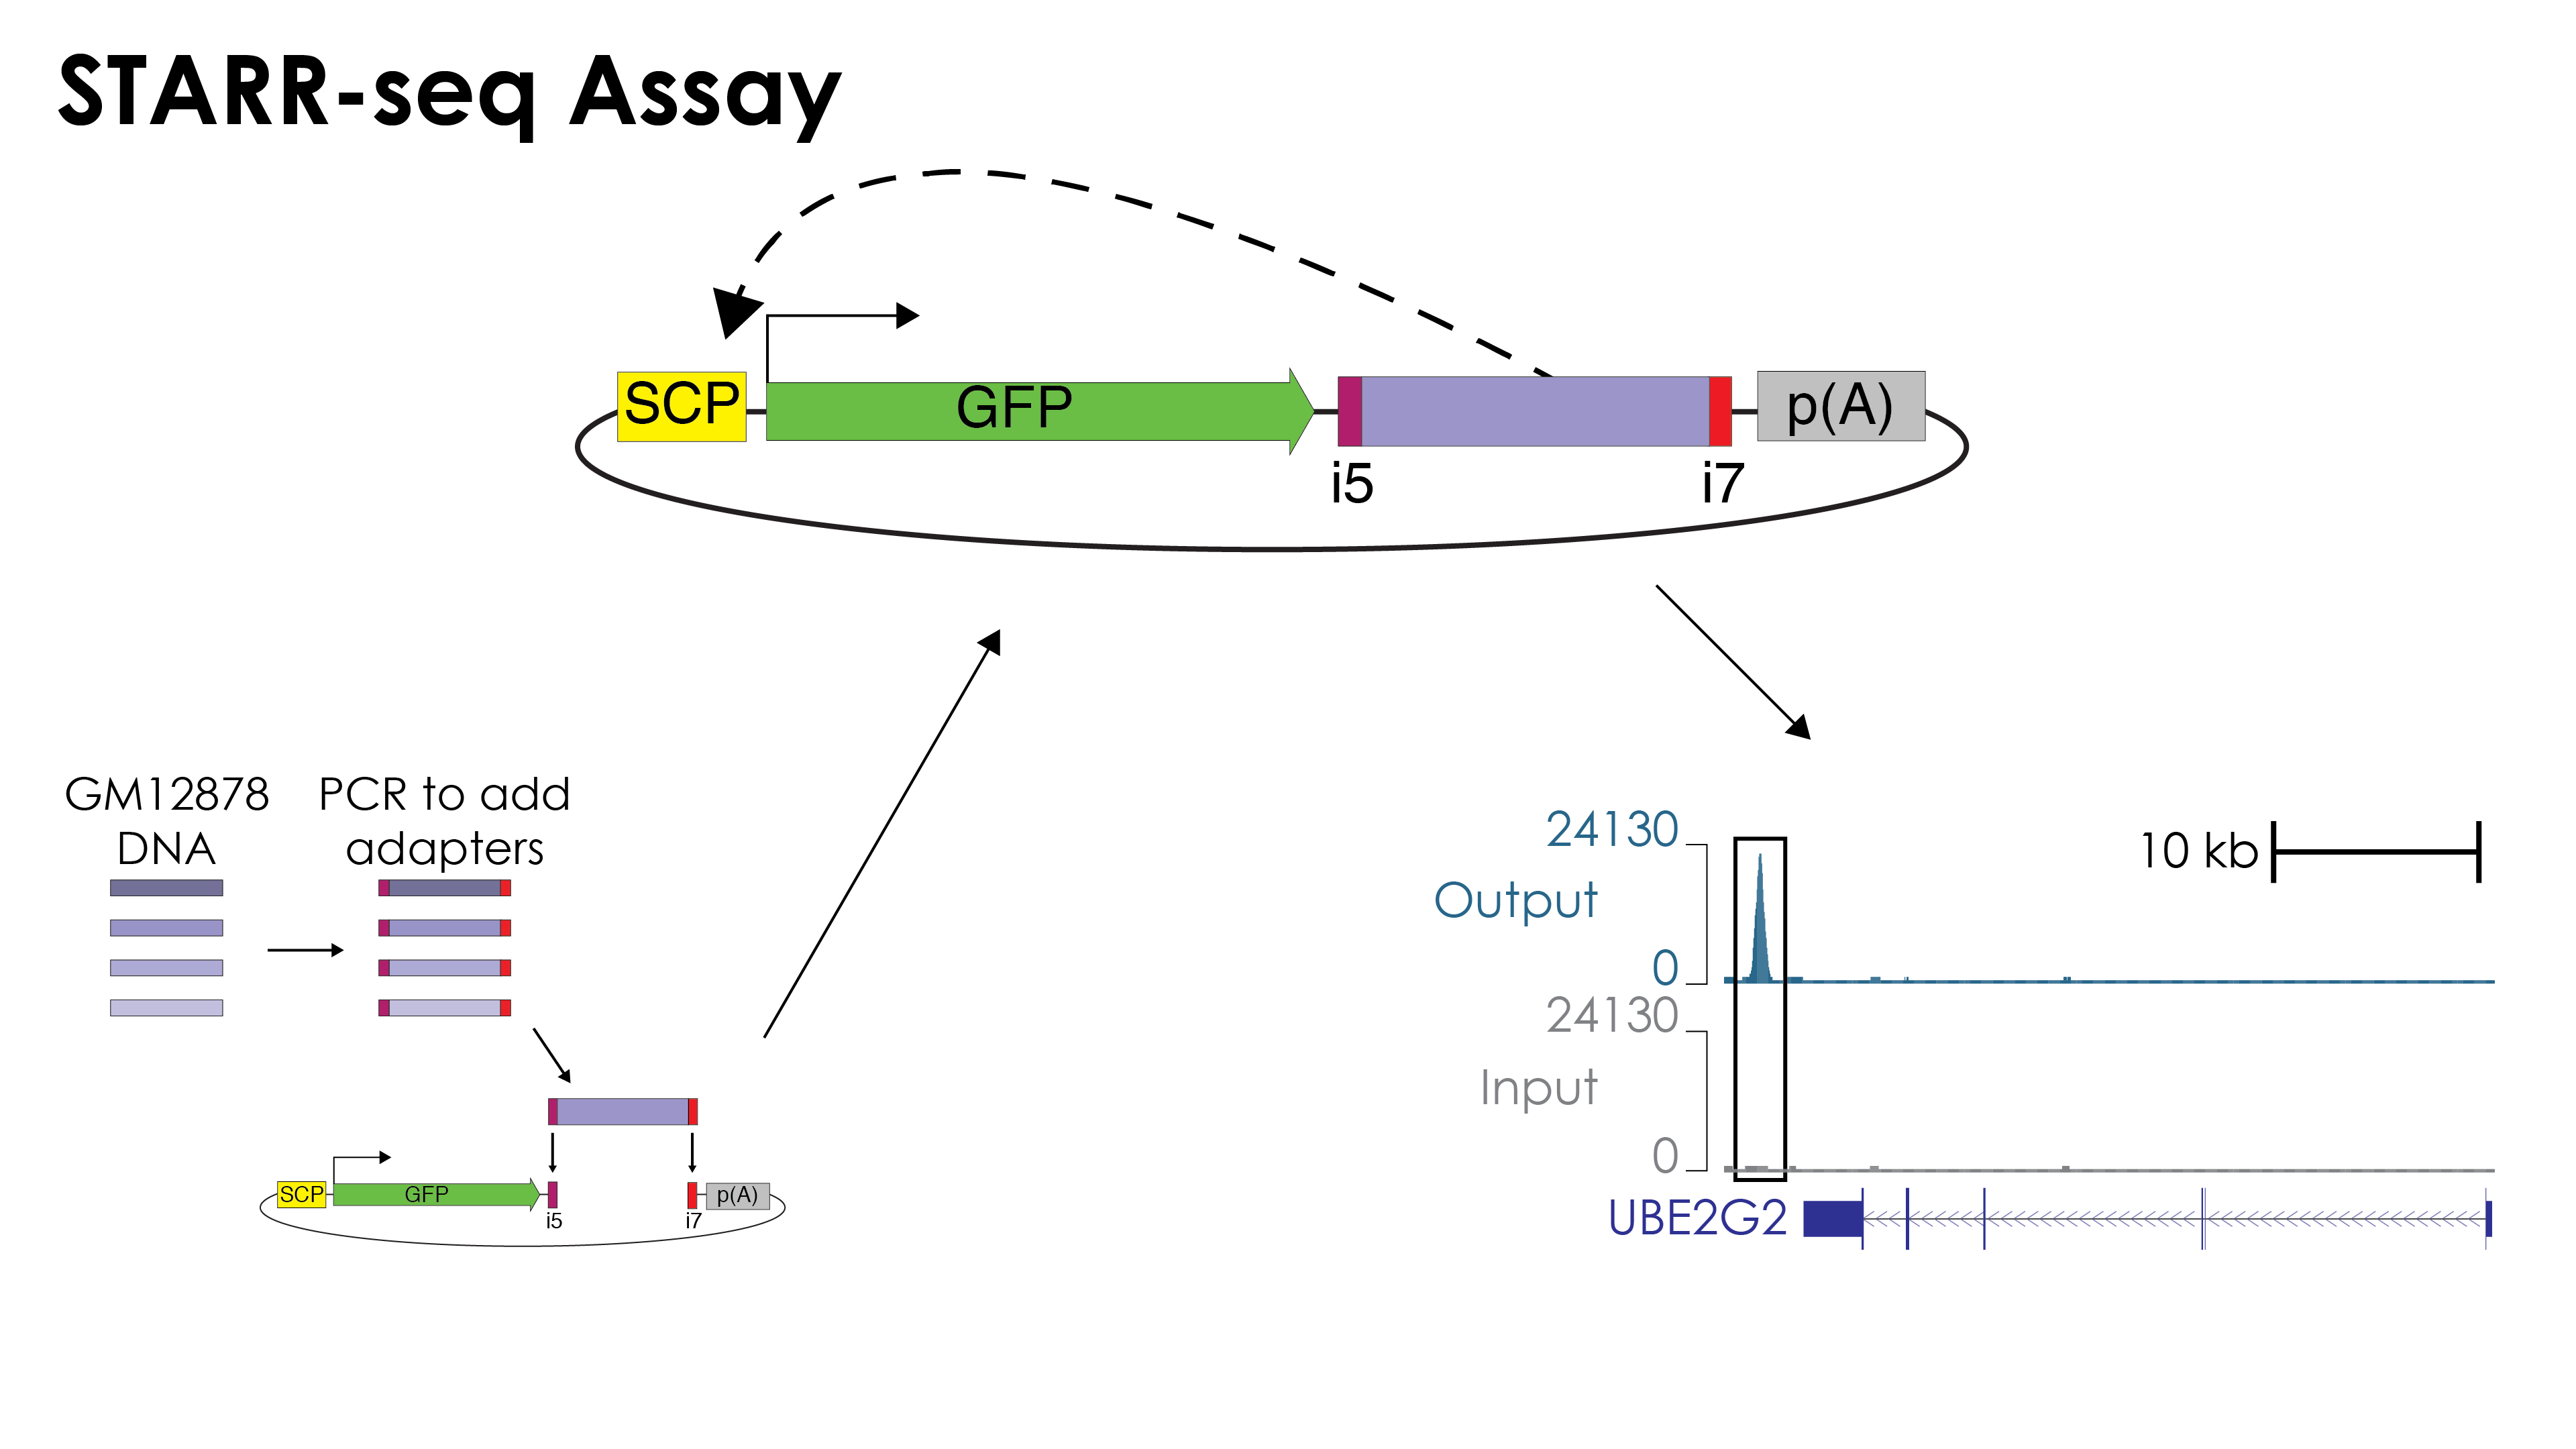 STARR-seq Assay
SCP
GFP
p(A)
i5
i7
GM12878
DNA
PCR to add
adapters
SCP
GFP
p(A)
i5
i7
24130
Output
0
24130
Input
0
10 kb
UBE2G2